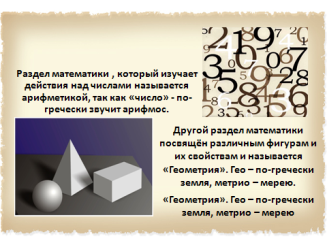 Раздел математики , который изучает
действия над числами называется
арифметикой, так как «число» - по-
гречески звучит арифмос.
Другой раздел математики
посвящён различным фигурам и
их свойствам и называется
«Геометрия». Гео – по-гречески
земля, метрио – мерею.
«Геометрия». Гео – по-гречески
земля, метрио – мерею